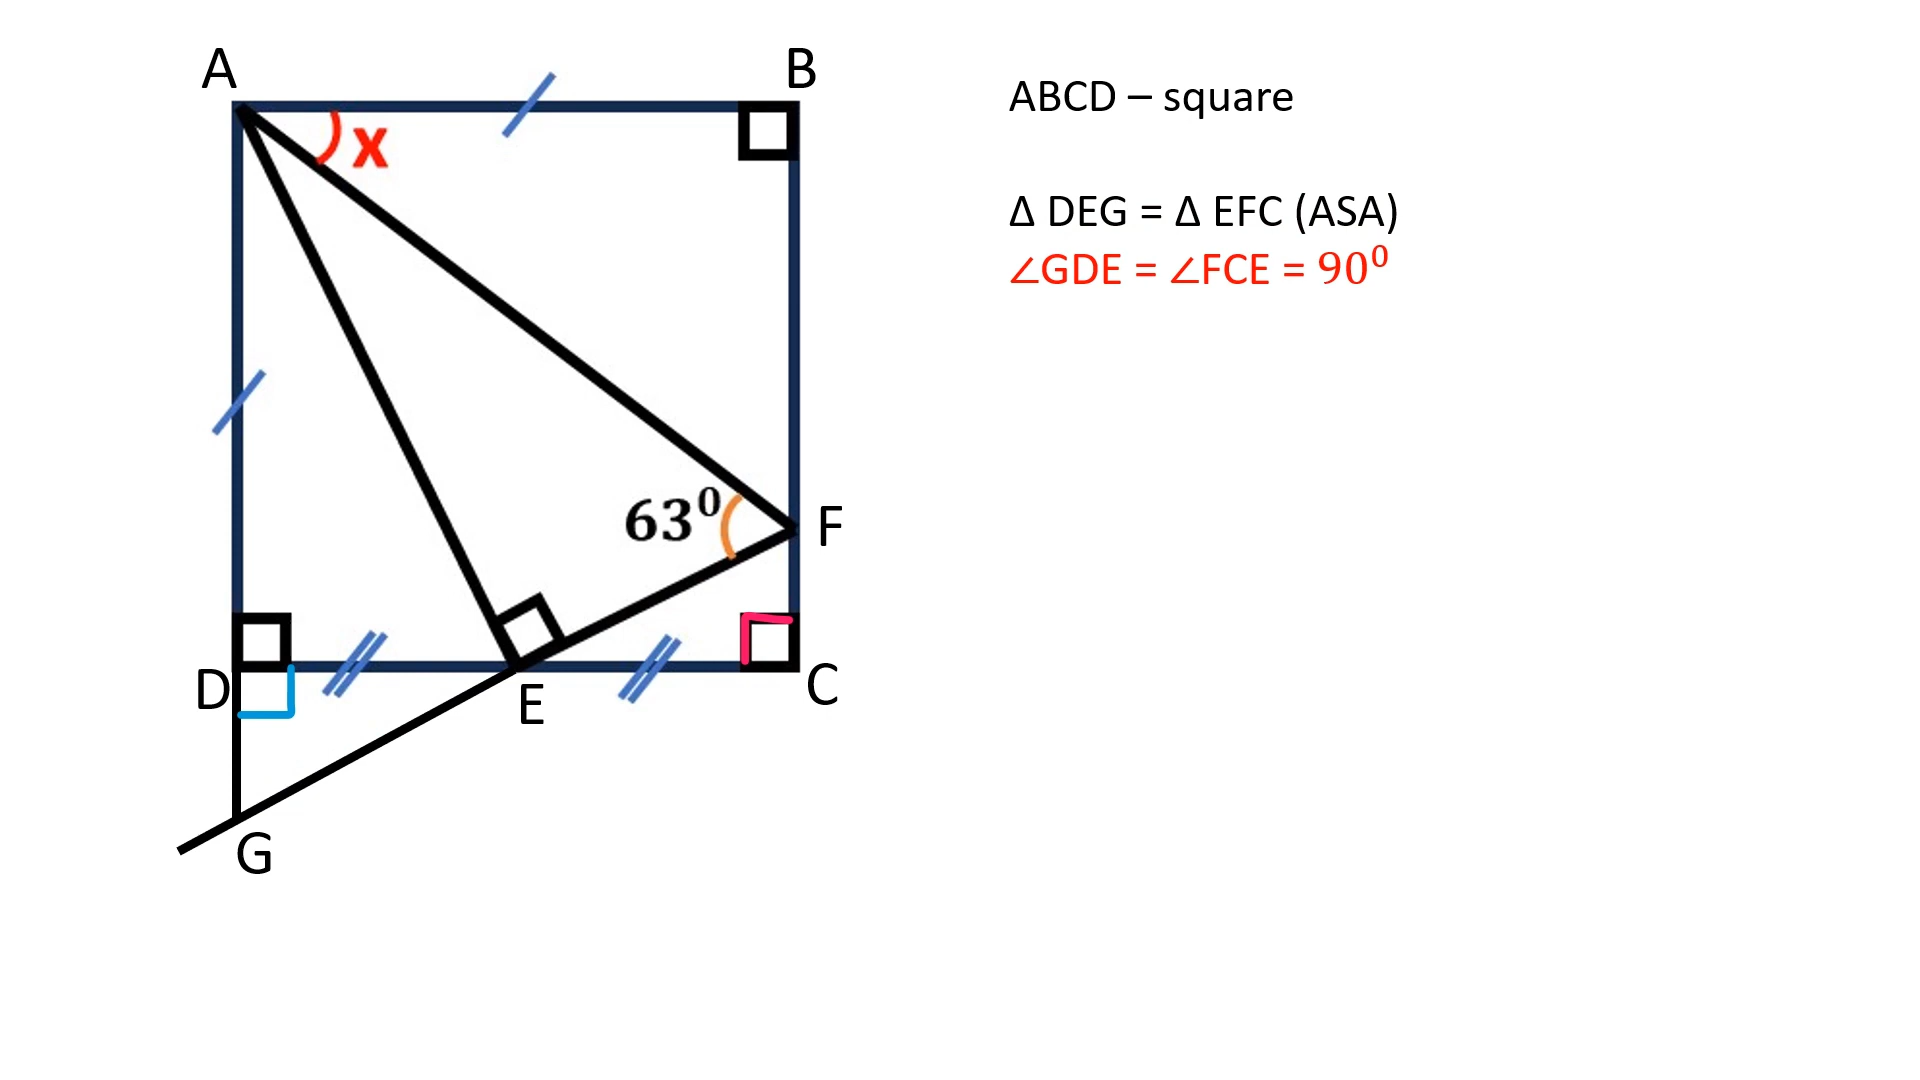 A
B
x
63⁰
F
D
E
C
G
ABCD – square
Δ DEG = Δ EFC (ASA)
∠GDE = ∠FCE = 90⁰